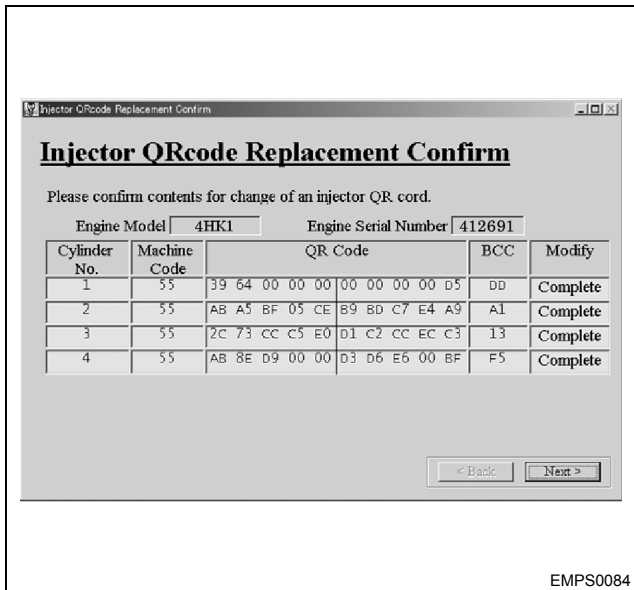 Injector QRcode Replacement Confirm
Injector QRcode Replacement Confirm
Please confirm contents for change of an injector QR cord.
Engine Model 4HK1 Engine Serial Number 412691
Cylinder No. Machine Code QR Code BCC Modify
1 55 39 64 00 00 00 00 00 00 00 D5 DD Complete
2 55 AB A5 BF 05 CE B9 BD C7 E4 A9 A1 Complete
3 55 2C 73 CC C5 E0 D1 C2 CC EC C3 13 Complete
4 55 AB 8E D9 00 00 D3 D6 E6 00 BF F5 Complete
< Back Next >
EMPS0084